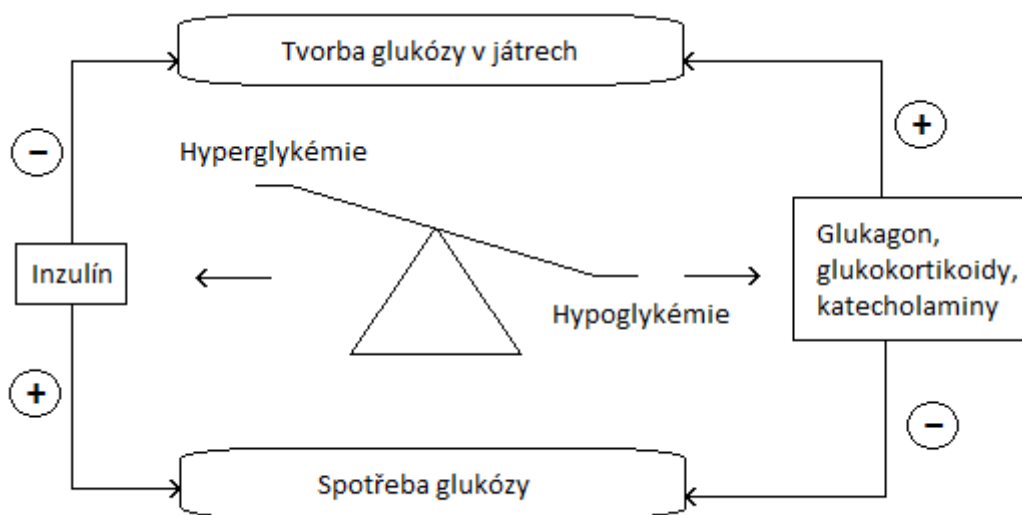 Tvorba glukózy v játrech
−
+
Hyperglykémie
Inzulín
Glukagon,
glukokortikoidy,
katecholaminy
Hypoglykémie
+
−
Spotřeba glukózy